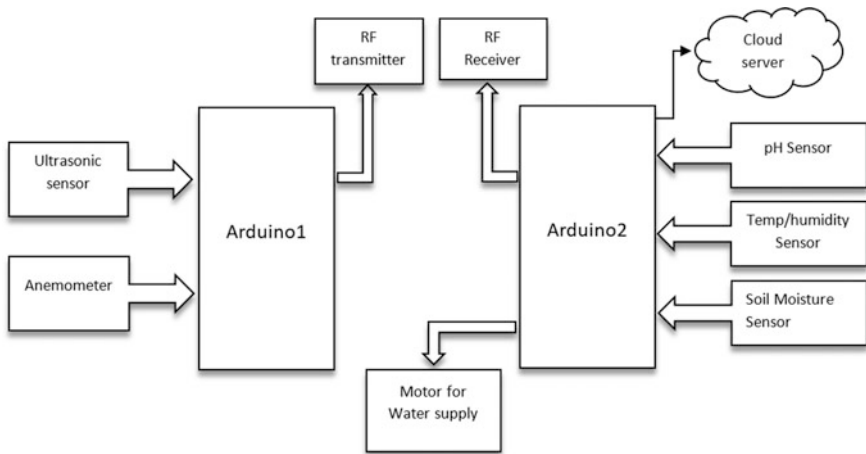 RF
transmitter
RF
Receiver
Cloud
server
Ultrasonic
sensor
Anemometer
Arduino1
Arduino2
pH Sensor
Temp/humidity
Sensor
Soil Moisture
Sensor
Motor for
Water supply